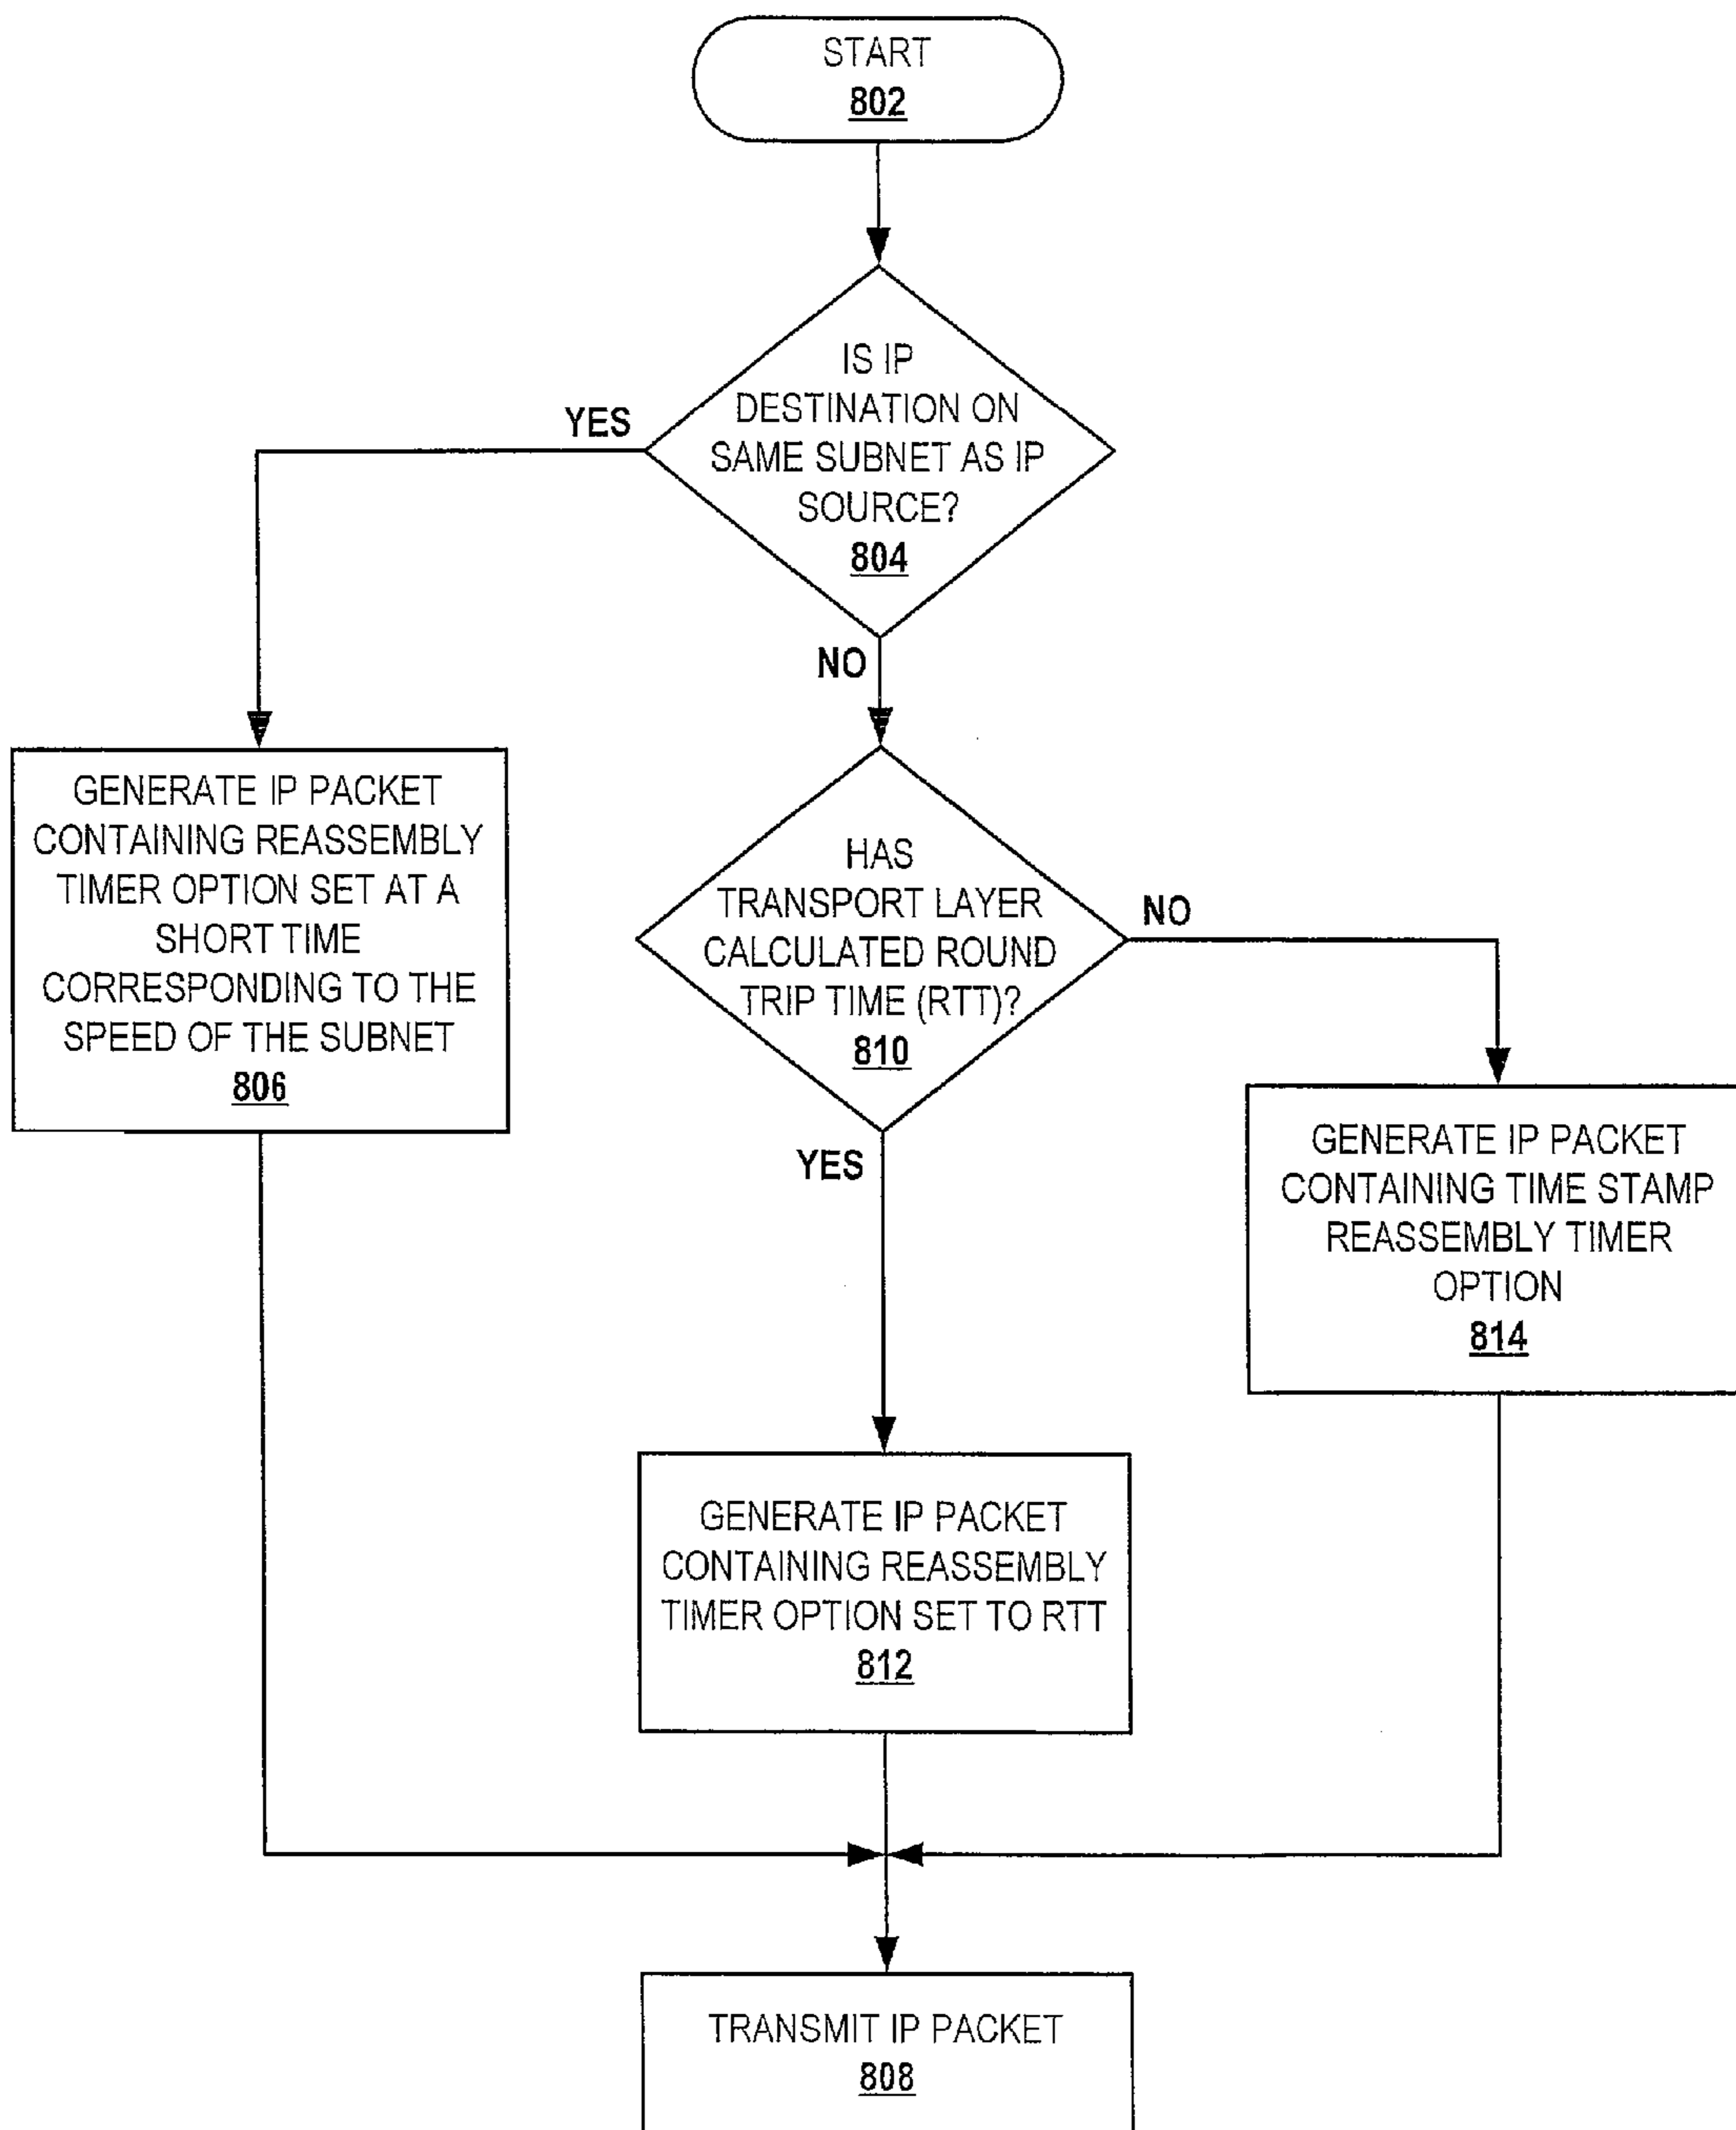 START
802
IS IP
DESTINATION ON
SAME SUBNET AS IP
SOURCE?
804
YES
NO
GENERATE IP PACKET
CONTAINING REASSEMBLY
TIMER OPTION SET AT A
SHORT TIME
CORRESPONDING TO THE
SPEED OF THE SUBNET
806
HAS
TRANSPORT LAYER
CALCULATED ROUND
TRIP TIME (RTT)?
810
NO
YES
GENERATE IP PACKET
CONTAINING TIME STAMP
REASSEMBLY TIMER
OPTION
814
GENERATE IP PACKET
CONTAINING REASSEMBLY
TIMER OPTION SET TO RTT
812
TRANSMIT IP PACKET
808